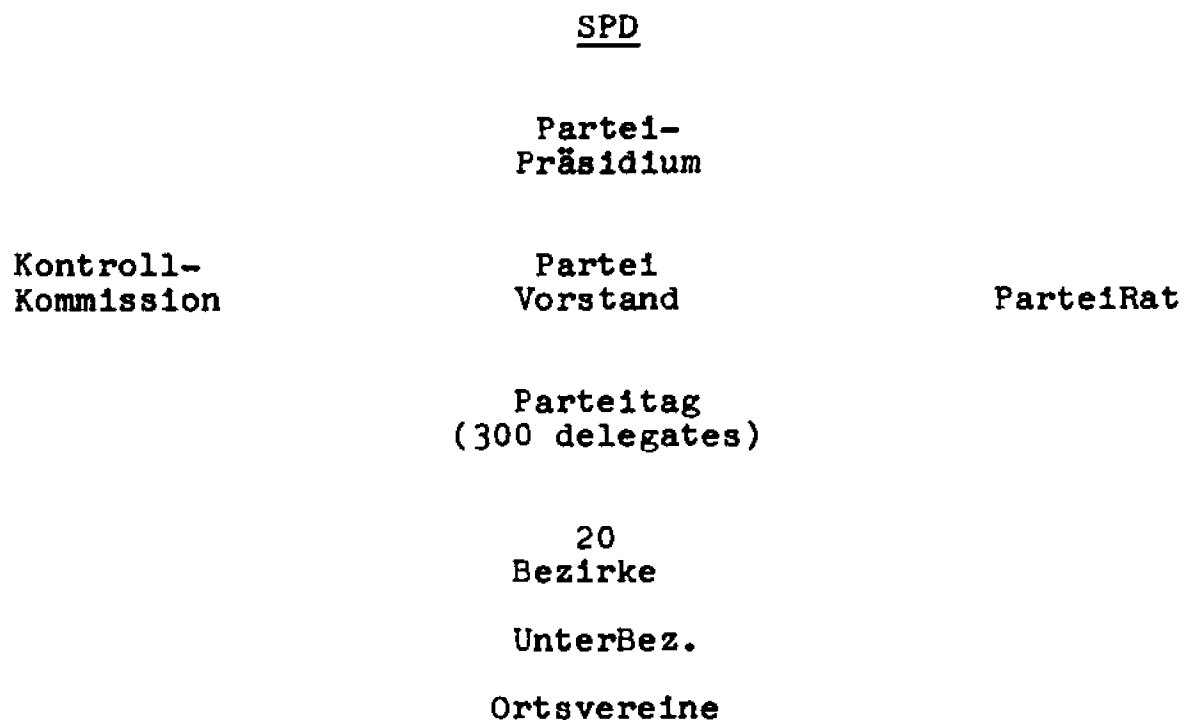 SPD
Partei-
Präsidium
Kontroll-
Kommission
Partei
Vorstand
ParteiRat
Parteitag
(300 delegates)
20
Bezirke
UnterBez.
Ortsvereine